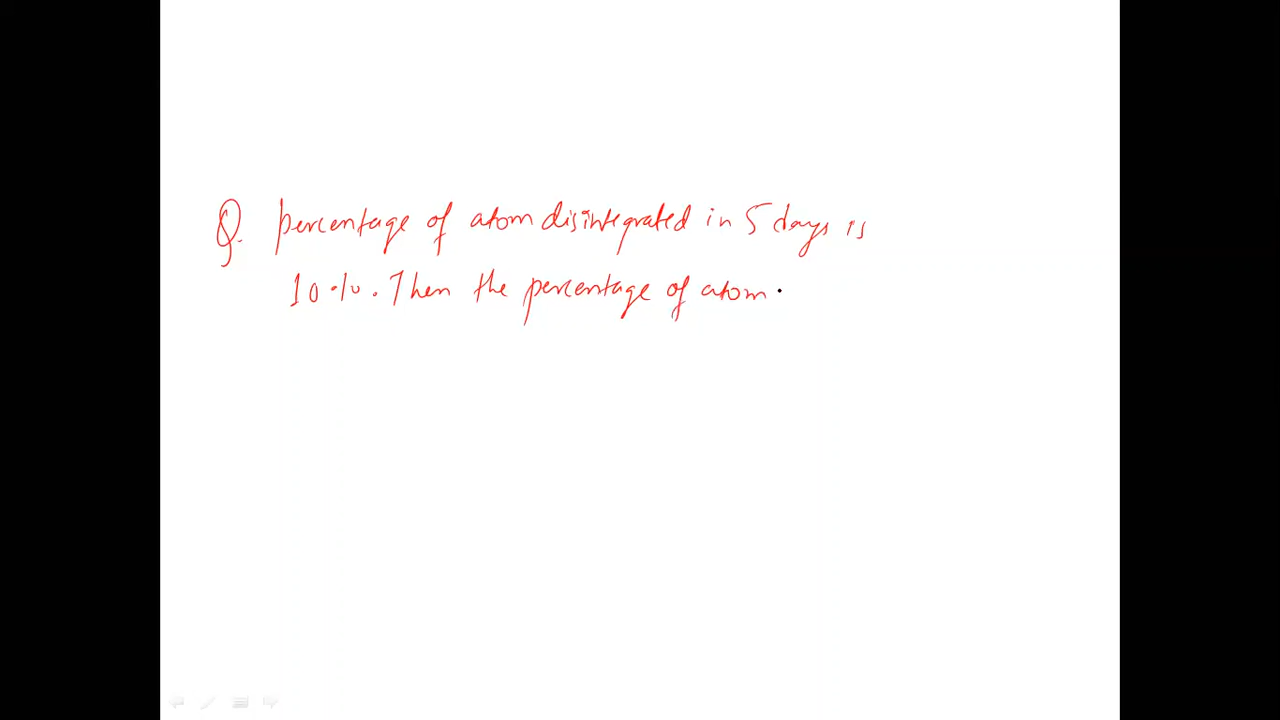 Q. percentage of atom disintegrated in 5 days is
10%. Then the percentage of atom